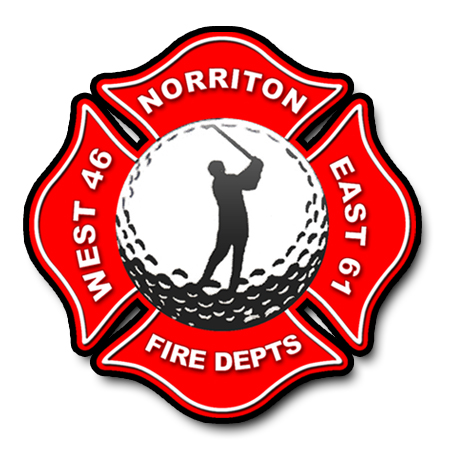 NORRITON
WEST 46
EAST 61
FIRE DEPTS